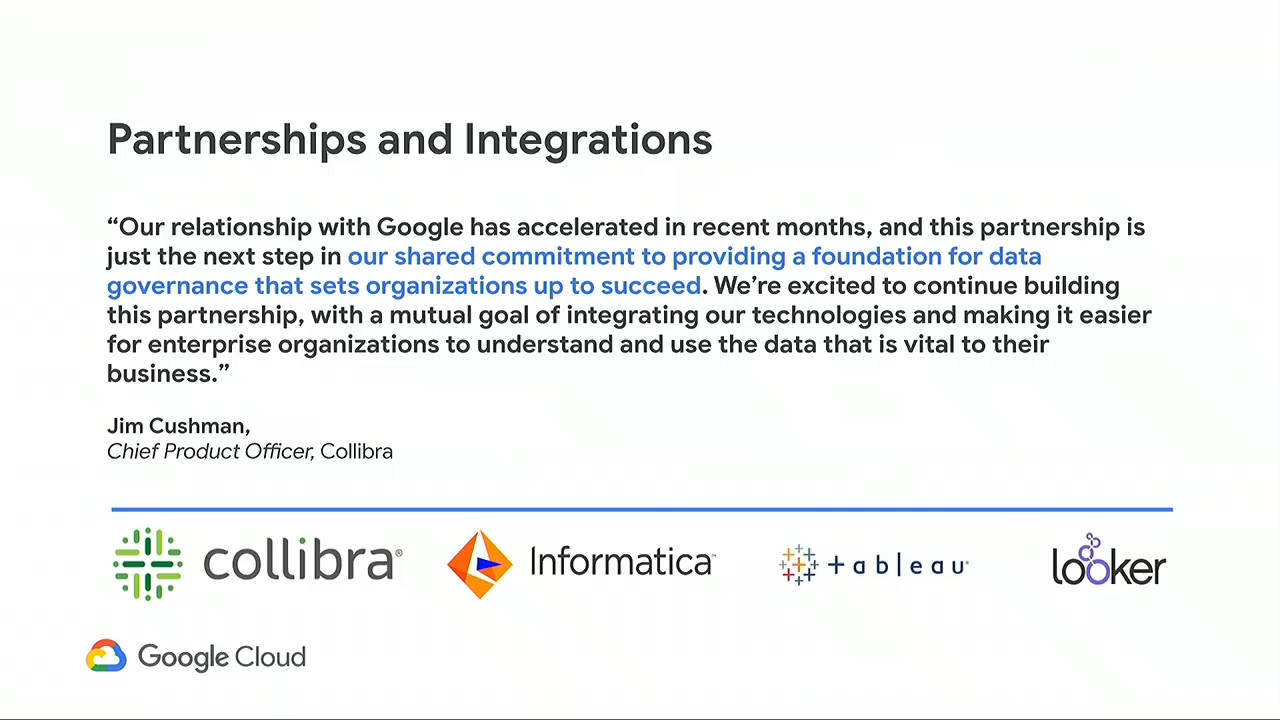 Partnerships and Integrations
“Our relationship with Google has accelerated in recent months, and this partnership is
just the next step in our shared commitment to providing a foundation for data
governance that sets organizations up to succeed. We’re excited to continue building
this partnership, with a mutual goal of integrating our technologies and making it easier
for enterprise organizations to understand and use the data that is vital to their
business.”
Jim Cushman,
Chief Product Officer, Collibra
collibra®
Informatica™
+ableau®
looker
Google Cloud